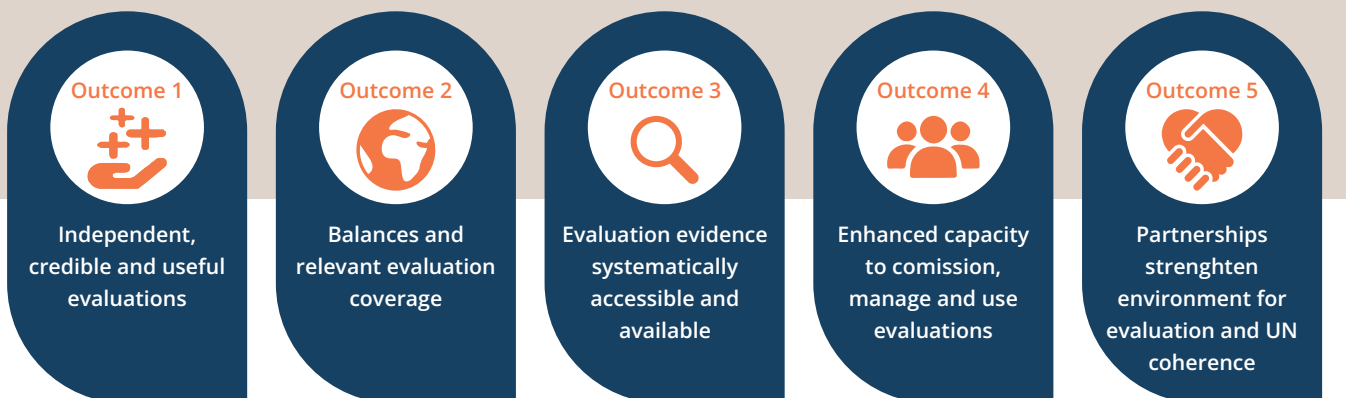 Outcome 1
Independent,
credible and useful
evaluations
Outcome 2
Balances and
relevant evaluation
coverage
Outcome 3
Evaluation evidence
systematically
accessible and
available
Outcome 4
Enhanced capacity
to comission,
manage and use
evaluations
Outcome 5
Partnerships
strenghten
environment for
evaluation and UN
coherence